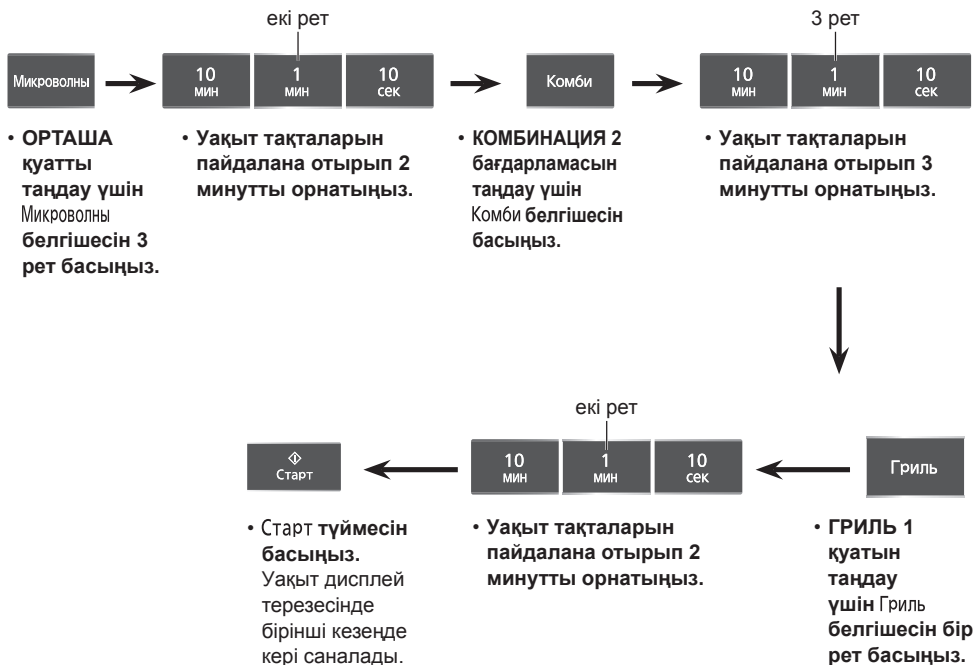 екі рет
3 рет
Микроволны
10 мин
1 мин
10 сек
Комби
10 мин
1 мин
10 сек
• ОРТАША
қуатты
таңдау үшін
Микроволны
белгішесін 3
рет басыңыз.
• Уақыт тақталарын
пайдалана отырып 2
минутты орнатыңыз.
• КОМБИНАЦИЯ 2
бағдарламасын
таңдау үшін
Комби белгішесін
басыңыз.
• Уақыт тақталарын
пайдалана отырып 3
минутты орнатыңыз.
екі рет
Гриль
10 мин
1 мин
10 сек
Старт
• ГРИЛЬ 1
қуатын
таңдау
үшін Гриль
белгішесін бір
рет басыңыз.
• Уақыт тақталарын
пайдалана отырып 2
минутты орнатыңыз.
• Старт түймесін
басыңыз.
Уақыт дисплей
терезесінде
бірінші кезеңде
кері саналады.